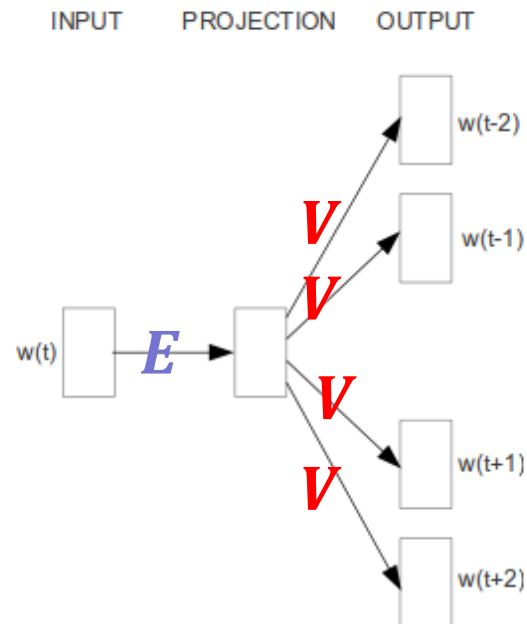 INPUT PROJECTION OUTPUT
w(t-2)
V
w(t-1)
V
w(t) E
V
w(t+1)
V
w(t+2)